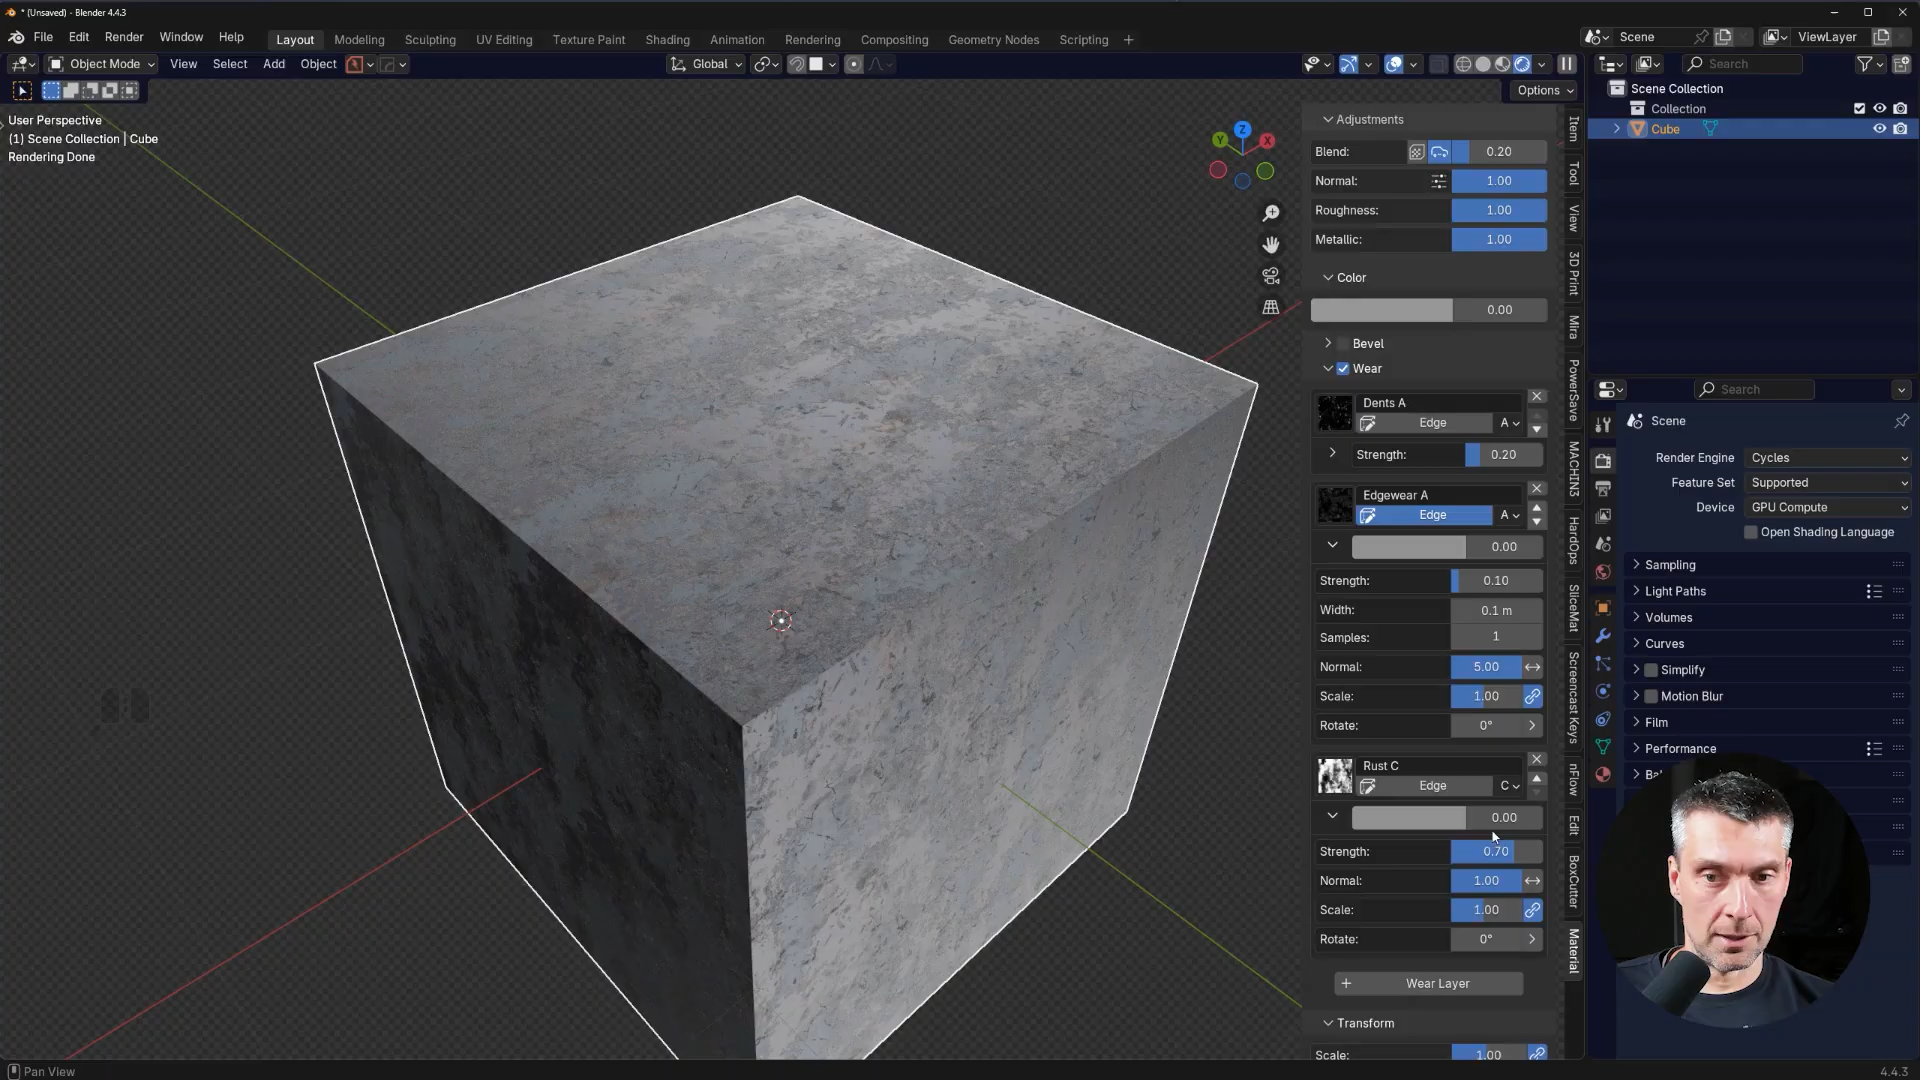 * (Unsaved) - Blender 4.4.3
File Edit Render Window Help
Layout Modeling Sculpting UV Editing Texture Paint Shading Animation Rendering Compositing Geometry Nodes Scripting +
Scene
ViewLayer
Object Mode View Select Add Object
Global
Search
Options
User Perspective
(1) Scene Collection | Cube
Rendering Done
Z
Y
X
Adjustments
Blend: 0.20
Normal: 1.00
Roughness: 1.00
Metallic: 1.00
Color
0.00
Bevel
Wear
Dents A
Edge A
Strength: 0.20
Edgewear A
Edge A
0.00
Strength: 0.10
Width: 0.1 m
Samples: 1
Normal: 5.00
Scale: 1.00
Rotate: 0°
Rust C
Edge C
0.00
Strength: 0.70
Normal: 1.00
Scale: 1.00
Rotate: 0°
+ Wear Layer
Transform
Scale: 1.00
Item
Tool
View
3D Print
Mira
PowerSave
MACHIN3
HardOps
SliceMat
Screencast Keys
nFlow
Edit
BoxCutter
Material
Scene Collection
Collection
Cube
Search
Scene
Render Engine Cycles
Feature Set Supported
Device GPU Compute
Open Shading Language
Sampling
Light Paths
Volumes
Curves
Simplify
Motion Blur
Film
Performance
Pan View
4.4.3